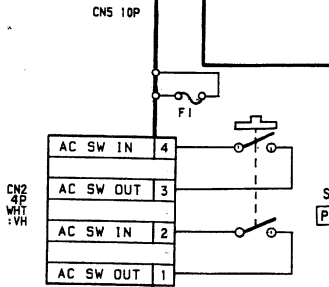 CN5 10P
F1
AC SW IN 4
AC SW OUT 3
AC SW IN 2
AC SW OUT 1
CN2
4P
WHT
:VH
S
P